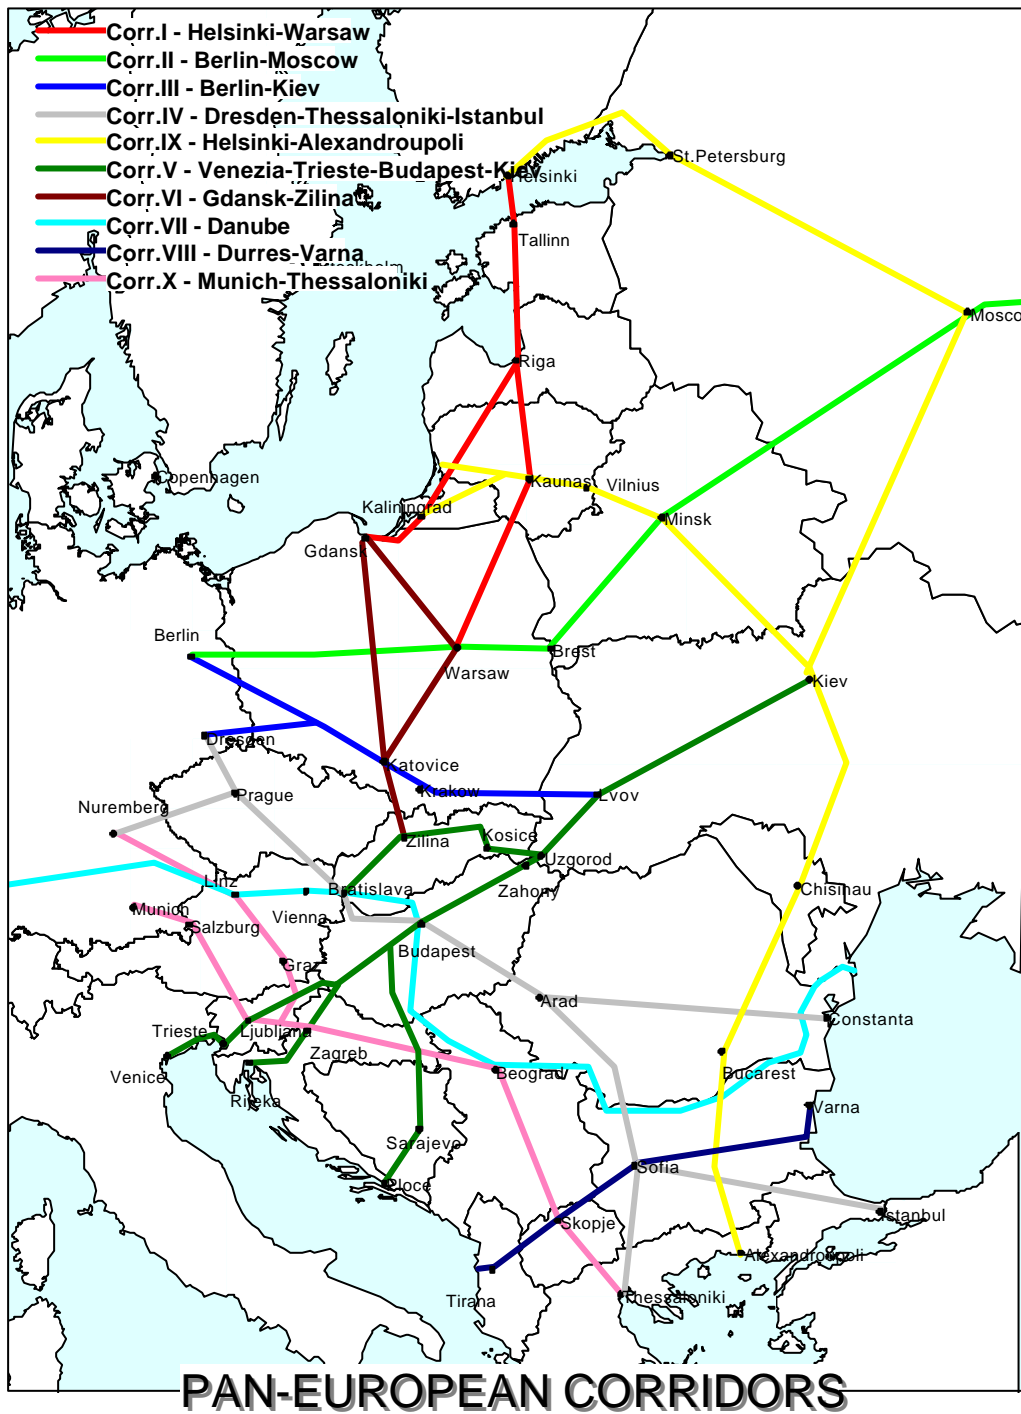 Corr.I - Helsinki-Warsaw
Corr.II - Berlin-Moscow
Corr.III - Berlin-Kiev
Corr.IV - Dresden-Thessaloniki-Istanbul
Corr.IX - Helsinki-Alexandroupoli
Corr.V - Venezia-Trieste-Budapest-Kiev
Corr.VI - Gdansk-Zilina
Corr.VII - Danube
Corr.VIII - Durres-Varna
Corr.X - Munich-Thessaloniki
St.Petersburg
Helsinki
Tallinn
Mosco
Riga
Copenhagen
Kaunas
Vilnius
Kaliningrad
Minsk
Gdansk
Berlin
Brest
Warsaw
Kiev
Dresden
Katovice
Krakow
Prague
Lvov
Nuremberg
Zilina
Kosice
Uzgorod
Zahony
Linz
Bratislava
Chisinau
Munich
Vienna
Salzburg
Budapest
Graz
Arad
Constanta
Trieste
Ljubljana
Zagreb
Venice
Beograd
Bucarest
Rijeka
Varna
Sarajevo
Sofia
Ploce
Skopje
Istanbul
Alexandroupoli
Tirana
Thessaloniki
PAN-EUROPEAN CORRIDORS